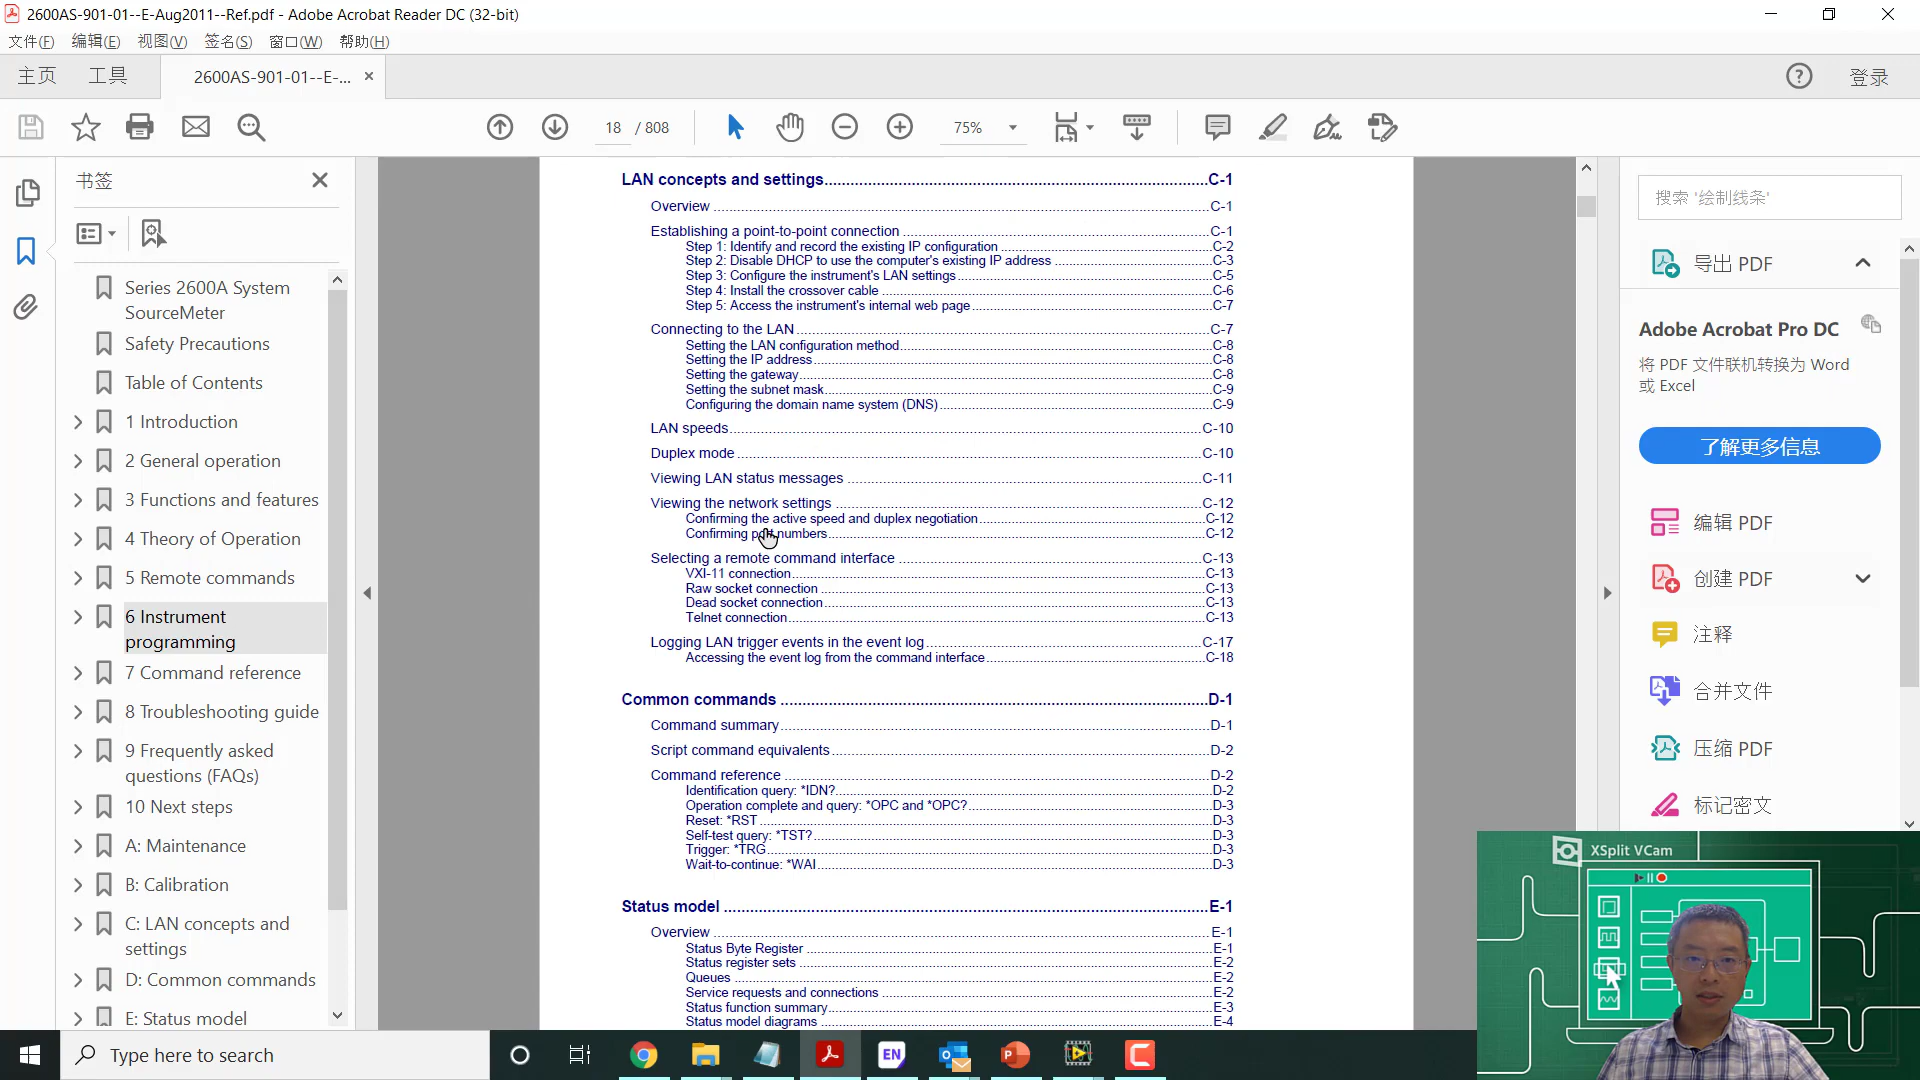 2600AS-901-01--E-Aug2011--Ref.pdf - Adobe Acrobat Reader DC (32-bit)
文件(F) 编辑(E) 视图(V) 签名(S) 窗口(W) 帮助(H)
主页 工具 2600AS-901-01--E-... × 登录
18 / 808 75%
书签
Series 2600A System SourceMeter
Safety Precautions
Table of Contents
1 Introduction
2 General operation
3 Functions and features
4 Theory of Operation
5 Remote commands
6 Instrument programming
7 Command reference
8 Troubleshooting guide
9 Frequently asked questions (FAQs)
10 Next steps
A: Maintenance
B: Calibration
C: LAN concepts and settings
D: Common commands
E: Status model
LAN concepts and settings C-1
Overview C-1
Establishing a point-to-point connection C-1
Step 1: Identify and record the existing IP configuration C-2
Step 2: Disable DHCP to use the computer's existing IP address C-3
Step 3: Configure the instrument's LAN settings C-5
Step 4: Install the crossover cable C-6
Step 5: Access the instrument's internal web page C-7
Connecting to the LAN C-7
Setting the LAN configuration method C-8
Setting the IP address C-8
Setting the gateway C-8
Setting the subnet mask C-9
Configuring the domain name system (DNS) C-9
LAN speeds C-10
Duplex mode C-10
Viewing LAN status messages C-11
Viewing the network settings C-12
Confirming the active speed and duplex negotiation C-12
Confirming port numbers C-12
Selecting a remote command interface C-13
VXI-11 connection C-13
Raw socket connection C-13
Dead socket connection C-13
Telnet connection C-13
Logging LAN trigger events in the event log C-17
Accessing the event log from the command interface C-18
Common commands D-1
Command summary D-1
Script command equivalents D-2
Command reference D-2
Identification query: *IDN? D-2
Operation complete and query: *OPC and *OPC? D-3
Reset: *RST D-3
Self-test query: *TST? D-3
Trigger: *TRG D-3
Wait-to-continue: *WAI D-3
Status model E-1
Overview E-1
Status Byte Register E-1
Status register sets E-2
Queues E-2
Service requests and connections E-2
Status function summary E-3
Status model diagrams E-4
搜索 '绘制线条'
导出 PDF
Adobe Acrobat Pro DC
将 PDF 文件联机转换为 Word
或 Excel
了解更多信息
编辑 PDF
创建 PDF
注释
合并文件
压缩 PDF
标记密文
XSplit VCam
Type here to search
EN